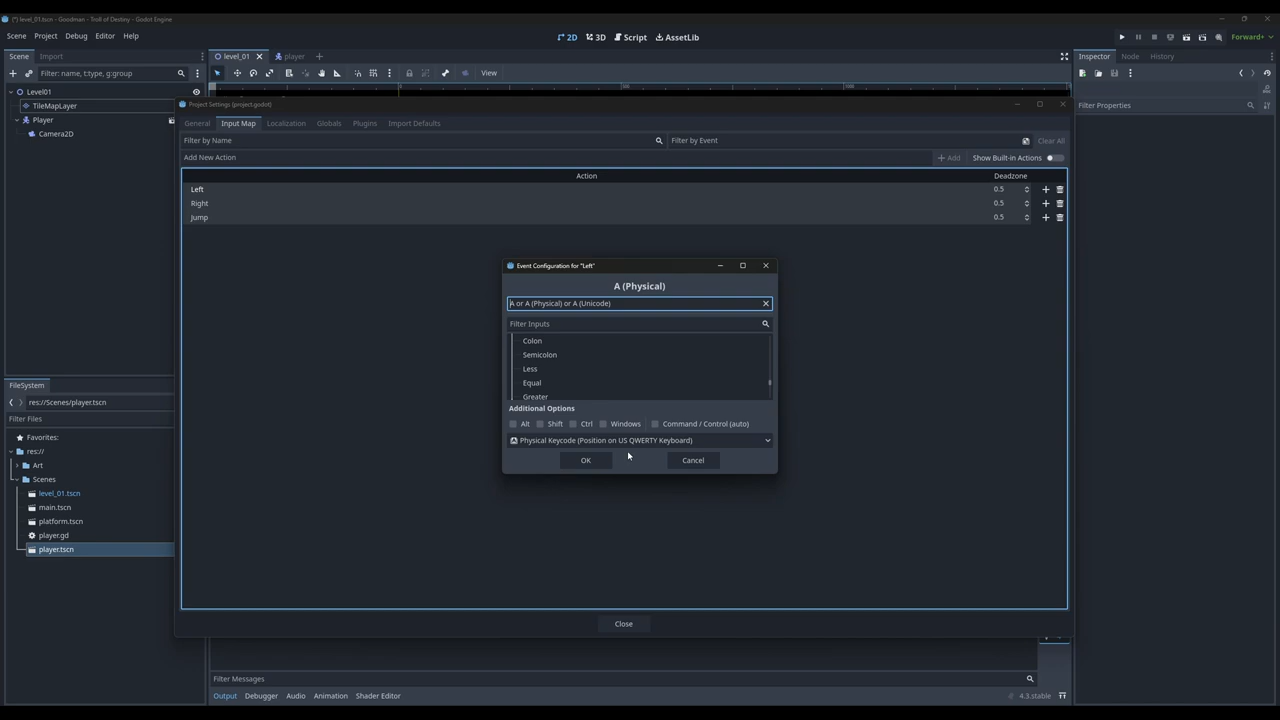 (*) level_01.tscn - Goodman - Troll of Destiny - Godot Engine
Scene Project Debug Editor Help
2D 3D Script AssetLib
Forward+
Scene Import
level_01 player
Inspector Node History
Filter: name, t:type, g:group
View
Filter Properties
Level01
TileMapLayer
Player
Camera2D
500
1000
Project Settings (project.godot)
General Input Map Localization Globals Plugins Import Defaults
Filter by Name
Filter by Event
Clear All
Add New Action
Add
Show Built-in Actions
Action Deadzone
Left 0.5
Right 0.5
Jump 0.5
Event Configuration for "Left"
A (Physical)
A or A (Physical) or A (Unicode)
Filter Inputs
Colon
Semicolon
Less
Equal
Greater
Additional Options
Alt Shift Ctrl Windows Command / Control (auto)
Physical Keycode (Position on US QWERTY Keyboard)
OK Cancel
Close
FileSystem
res://Scenes/player.tscn
Filter Files
Favorites:
res://
Art
Scenes
level_01.tscn
main.tscn
platform.tscn
player.gd
player.tscn
Filter Messages
Output Debugger Audio Animation Shader Editor
4.3.stable